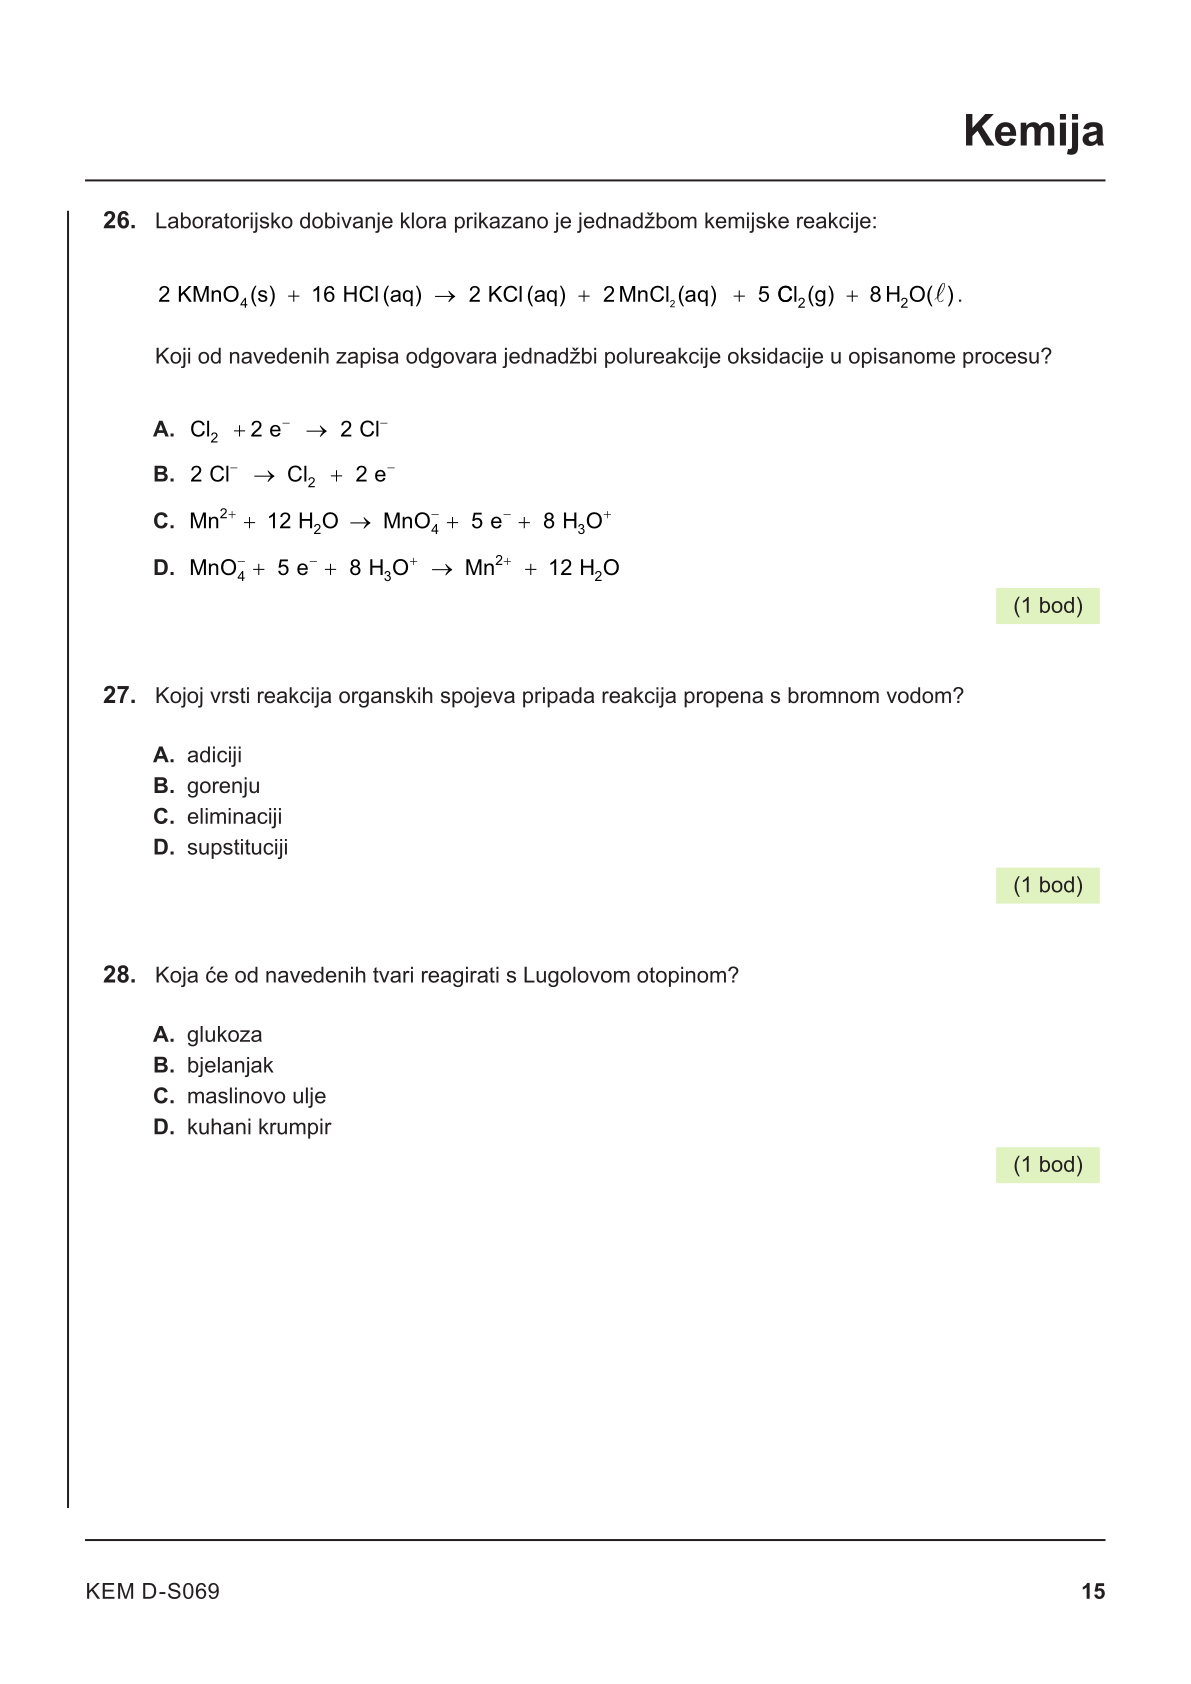 Kemija
26. Laboratorijsko dobivanje klora prikazano je jednadžbom kemijske reakcije:
2 KMnO₄(s) + 16 HCl(aq) → 2 KCl(aq) + 2 MnCl₂(aq) + 5 Cl₂(g) + 8 H₂O(ℓ).
Koji od navedenih zapisa odgovara jednadžbi polureakcije oksidacije u opisanome procesu?
A. Cl₂ + 2 e⁻ → 2 Cl⁻
B. 2 Cl⁻ → Cl₂ + 2 e⁻
C. Mn²⁺ + 12 H₂O → MnO₄⁻ + 5 e⁻ + 8 H₃O⁺
D. MnO₄⁻ + 5 e⁻ + 8 H₃O⁺ → Mn²⁺ + 12 H₂O
(1 bod)
27. Kojoj vrsti reakcija organskih spojeva pripada reakcija propena s bromnom vodom?
A. adiciji
B. gorenju
C. eliminaciji
D. supstituciji
(1 bod)
28. Koja će od navedenih tvari reagirati s Lugolovom otopinom?
A. glukoza
B. bjelanjak
C. maslinovo ulje
D. kuhani krumpir
(1 bod)
KEM D-S069
15